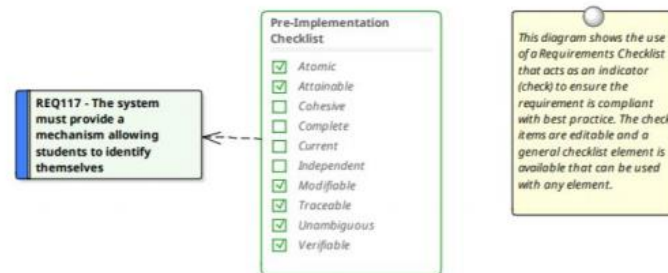 REQ117 - The system
must provide a
mechanism allowing
students to identify
themselves
Pre-Implementation
Checklist
Atomic
Attainable
Cohesive
Complete
Current
Independent
Modifiable
Traceable
Unambiguous
Verifiable
This diagram shows the use
of a Requirements Checklist
that acts as an indicator
(check) to ensure the
requirement is compliant
with best practice. The check
items are editable and a
general checklist element is
available that can be used
with any element.